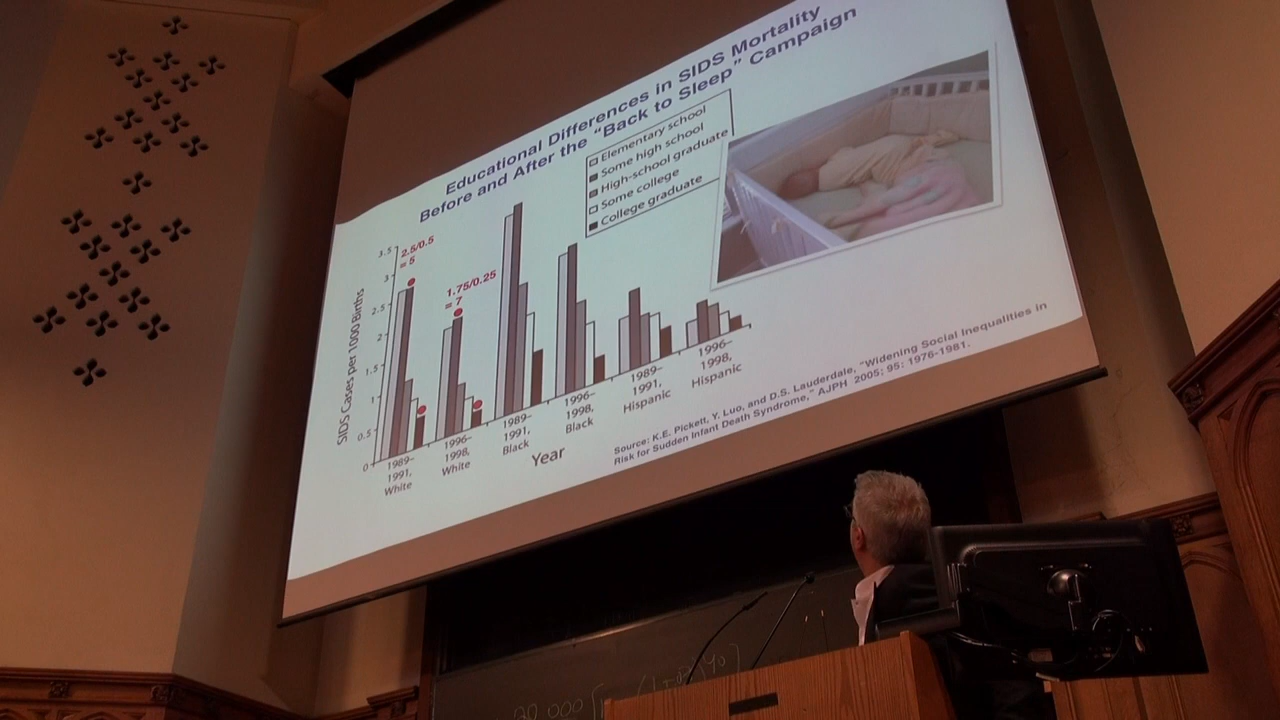 Educational Differences in SIDS Mortality
Before and After the "Back to Sleep" Campaign
Elementary school
Some high school
High-school graduate
Some college
College graduate
SIDS Cases per 1000 Births
3.5
3
2.5
2
1.5
1
0.5
0
2.5/0.5
= 5
1.75/0.25
= 7
1989–
1991,
White
1996–
1998,
White
1989–
1991,
Black
1996–
1998,
Black
1989–
1991,
Hispanic
1996–
1998,
Hispanic
Year
Source: K.E. Pickett, Y. Luo, and D.S. Lauderdale, "Widening Social Inequalities in
Risk for Sudden Infant Death Syndrome," AJPH 2005; 95: 1976-1981.